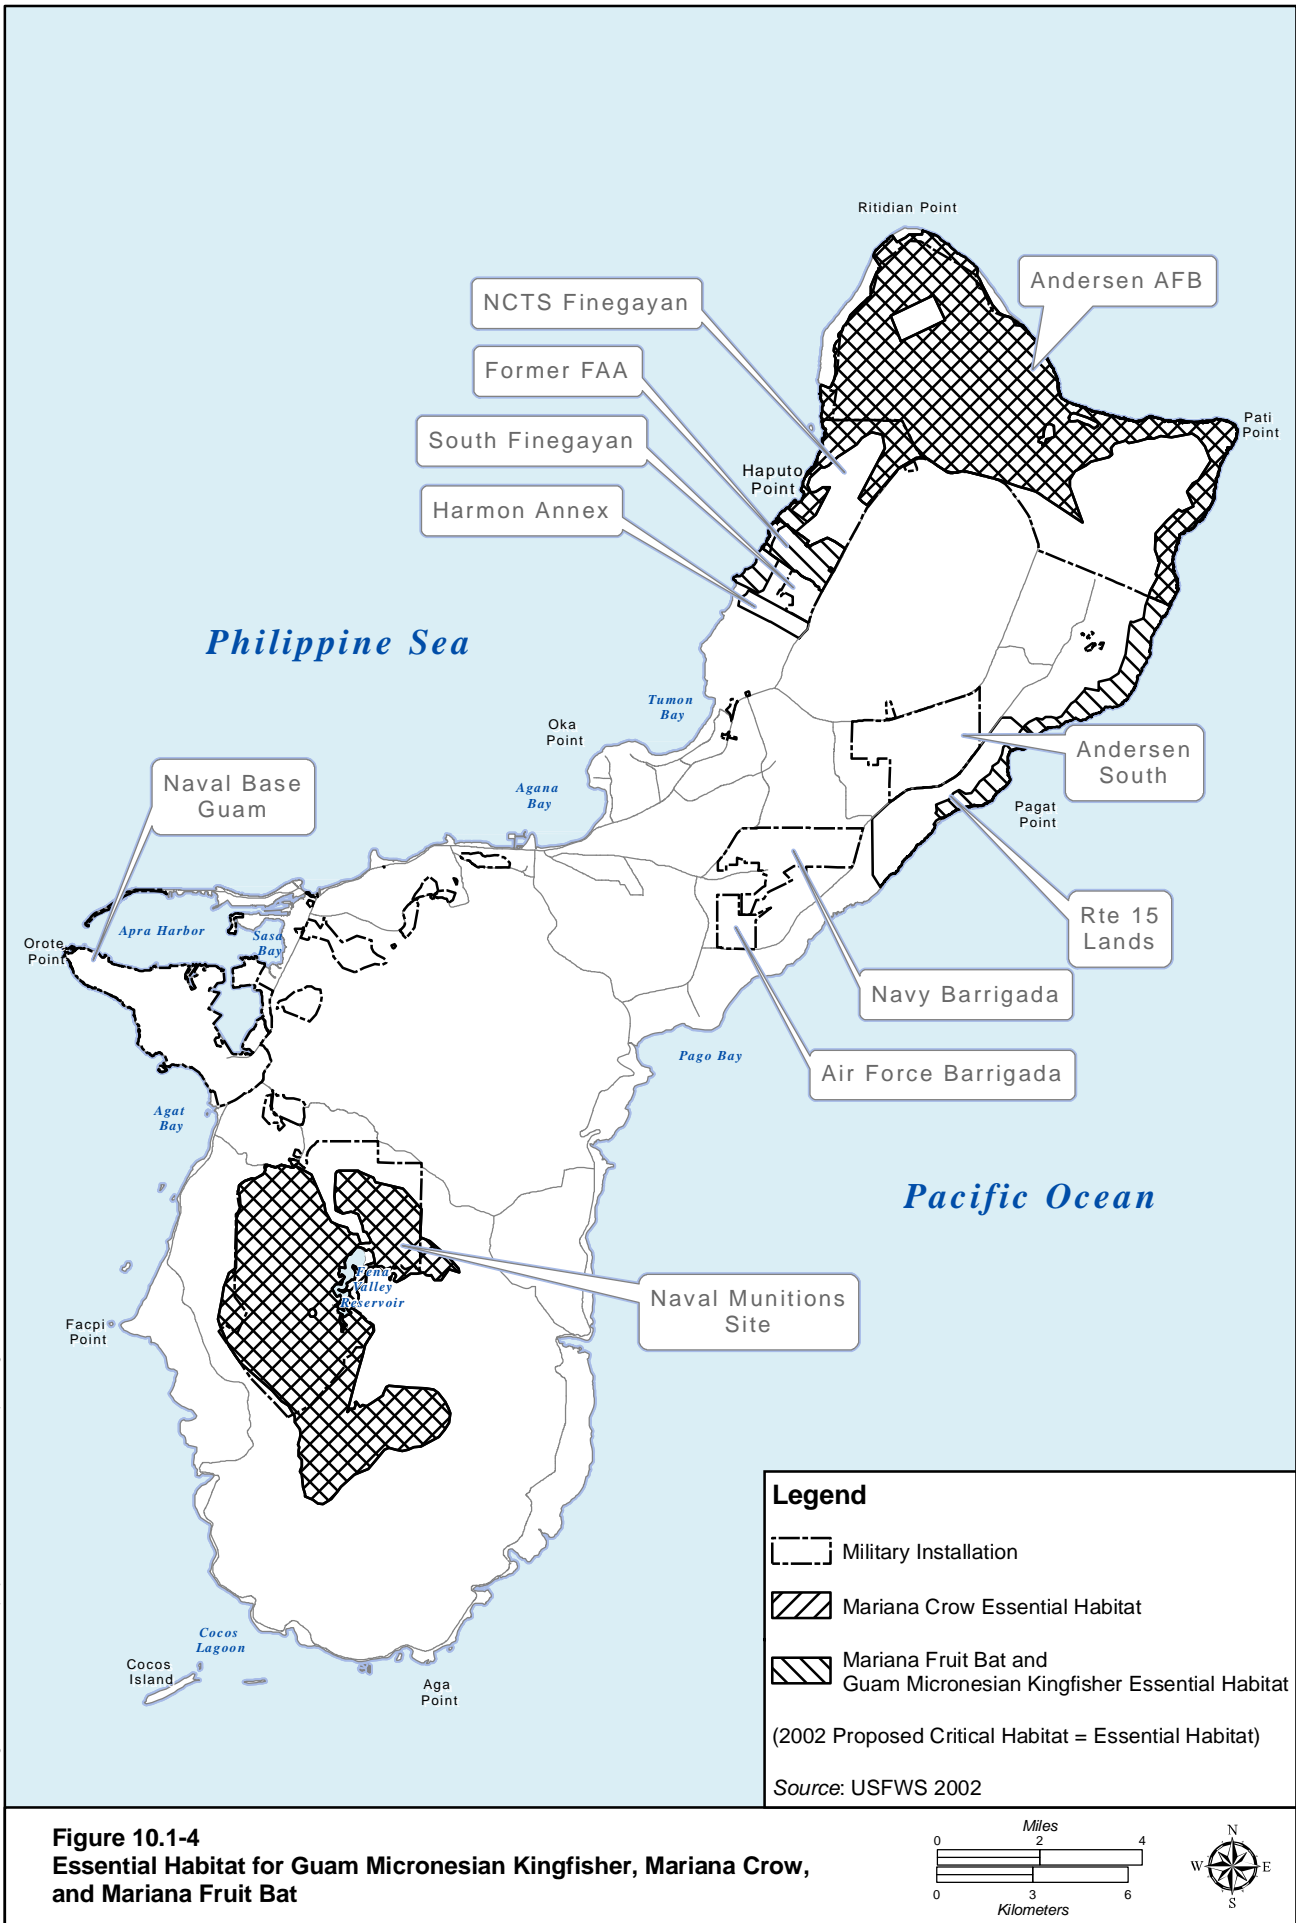 Ritidian Point
Andersen AFB
NCTS Finegayan
Former FAA
South Finegayan
Harmon Annex
Haputo
Point
Pati
Point
Philippine Sea
Tumon
Bay
Oka
Point
Agana
Bay
Naval Base
Guam
Andersen
South
Pagat
Point
Rte 15
Lands
Orote
Point
Apra Harbor
Sasa
Bay
Navy Barrigada
Air Force Barrigada
Pago Bay
Agat
Bay
Pacific Ocean
Fena
Valley
Reservoir
Naval Munitions
Site
Facpi
Point
Cocos
Lagoon
Cocos
Island
Aga
Point
Legend
Military Installation
Mariana Crow Essential Habitat
Mariana Fruit Bat and
Guam Micronesian Kingfisher Essential Habitat
(2002 Proposed Critical Habitat = Essential Habitat)
Source: USFWS 2002
Figure 10.1-4
Essential Habitat for Guam Micronesian Kingfisher, Mariana Crow,
and Mariana Fruit Bat
Miles
0 2 4
0 3 6
Kilometers
N
W E
S